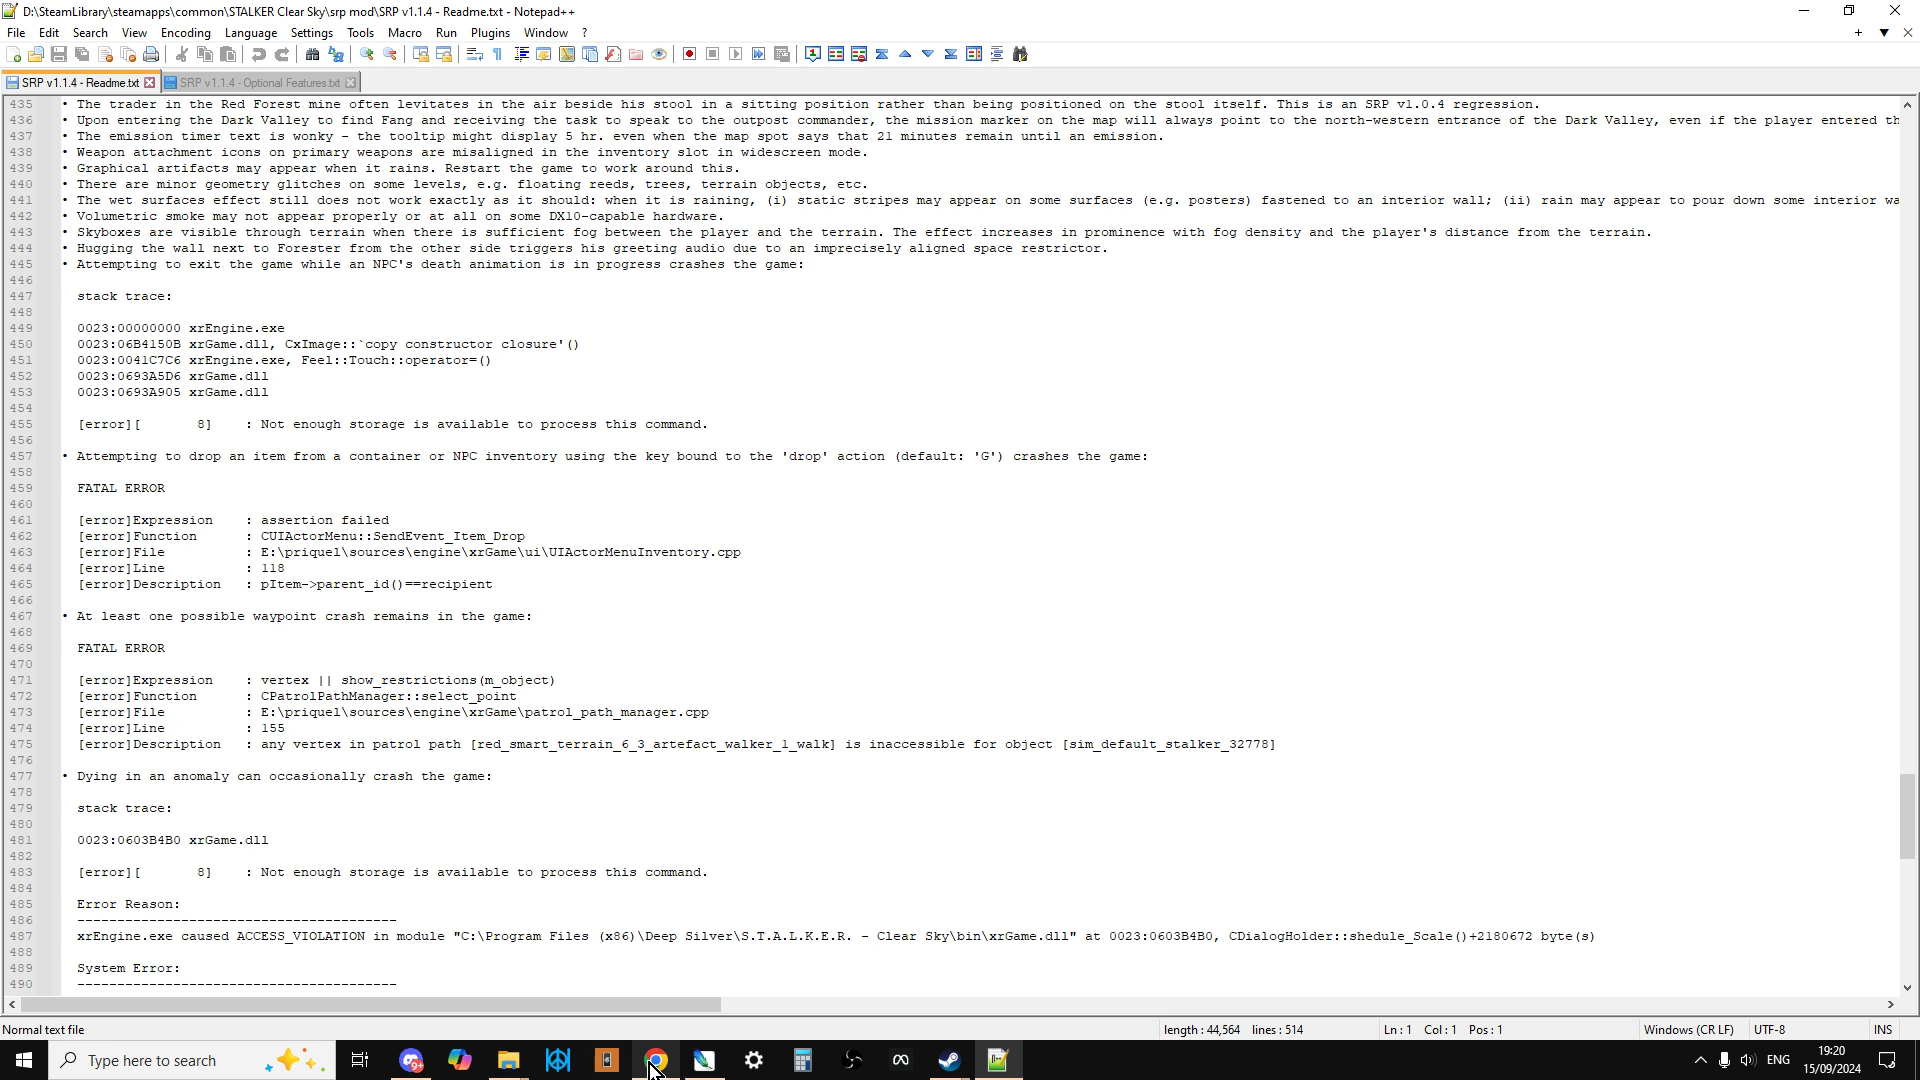 D:\SteamLibrary\steamapps\common\STALKER Clear Sky\srp mod\SRP v1.1.4 - Readme.txt - Notepad++
File Edit Search View Encoding Language Settings Tools Macro Run Plugins Window ?
SRP v1.1.4 - Readme.txt SRP v1.1.4 - Optional Features.txt
435 • The trader in the Red Forest mine often levitates in the air beside his stool in a sitting position rather than being positioned on the stool itself. This is an SRP v1.0.4 regression.
436 • Upon entering the Dark Valley to find Fang and receiving the task to speak to the outpost commander, the mission marker on the map will always point to the north-western entrance of the Dark Valley, even if the player entered th
437 • The emission timer text is wonky - the tooltip might display 5 hr. even when the map spot says that 21 minutes remain until an emission.
438 • Weapon attachment icons on primary weapons are misaligned in the inventory slot in widescreen mode.
439 • Graphical artifacts may appear when it rains. Restart the game to work around this.
440 • There are minor geometry glitches on some levels, e.g. floating reeds, trees, terrain objects, etc.
441 • The wet surfaces effect still does not work exactly as it should: when it is raining, (i) static stripes may appear on some surfaces (e.g. posters) fastened to an interior wall; (ii) rain may appear to pour down some interior wa
442 • Volumetric smoke may not appear properly or at all on some DX10-capable hardware.
443 • Skyboxes are visible through terrain when there is sufficient fog between the player and the terrain. The effect increases in prominence with fog density and the player's distance from the terrain.
444 • Hugging the wall next to Forester from the other side triggers his greeting audio due to an imprecisely aligned space restrictor.
445 • Attempting to exit the game while an NPC's death animation is in progress crashes the game:
446
447 stack trace:
448
449 0023:00000000 xrEngine.exe
450 0023:06B4150B xrGame.dll, CxImage::`copy constructor closure'()
451 0023:0041C7C6 xrEngine.exe, Feel::Touch::operator=()
452 0023:0693A5D6 xrGame.dll
453 0023:0693A905 xrGame.dll
454
455 [error][ 8] : Not enough storage is available to process this command.
456
457 • Attempting to drop an item from a container or NPC inventory using the key bound to the 'drop' action (default: 'G') crashes the game:
458
459 FATAL ERROR
460
461 [error]Expression : assertion failed
462 [error]Function : CUIActorMenu::SendEvent_Item_Drop
463 [error]File : E:\priquel\sources\engine\xrGame\ui\UIActorMenuInventory.cpp
464 [error]Line : 118
465 [error]Description : pItem->parent_id()==recipient
466
467 • At least one possible waypoint crash remains in the game:
468
469 FATAL ERROR
470
471 [error]Expression : vertex || show_restrictions(m_object)
472 [error]Function : CPatrolPathManager::select_point
473 [error]File : E:\priquel\sources\engine\xrGame\patrol_path_manager.cpp
474 [error]Line : 155
475 [error]Description : any vertex in patrol path [red_smart_terrain_6_3_artefact_walker_1_walk] is inaccessible for object [sim_default_stalker_32778]
476
477 • Dying in an anomaly can occasionally crash the game:
478
479 stack trace:
480
481 0023:0603B4B0 xrGame.dll
482
483 [error][ 8] : Not enough storage is available to process this command.
484
485 Error Reason:
486 ----------------------------------------
487 xrEngine.exe caused ACCESS_VIOLATION in module "C:\Program Files (x86)\Deep Silver\S.T.A.L.K.E.R. - Clear Sky\bin\xrGame.dll" at 0023:0603B4B0, CDialogHolder::shedule_Scale()+2180672 byte(s)
488
489 System Error:
490 ----------------------------------------
Normal text file length : 44,564 lines : 514 Ln : 1 Col : 1 Pos : 1 Windows (CR LF) UTF-8 INS
Type here to search ENG 19:20
15/09/2024